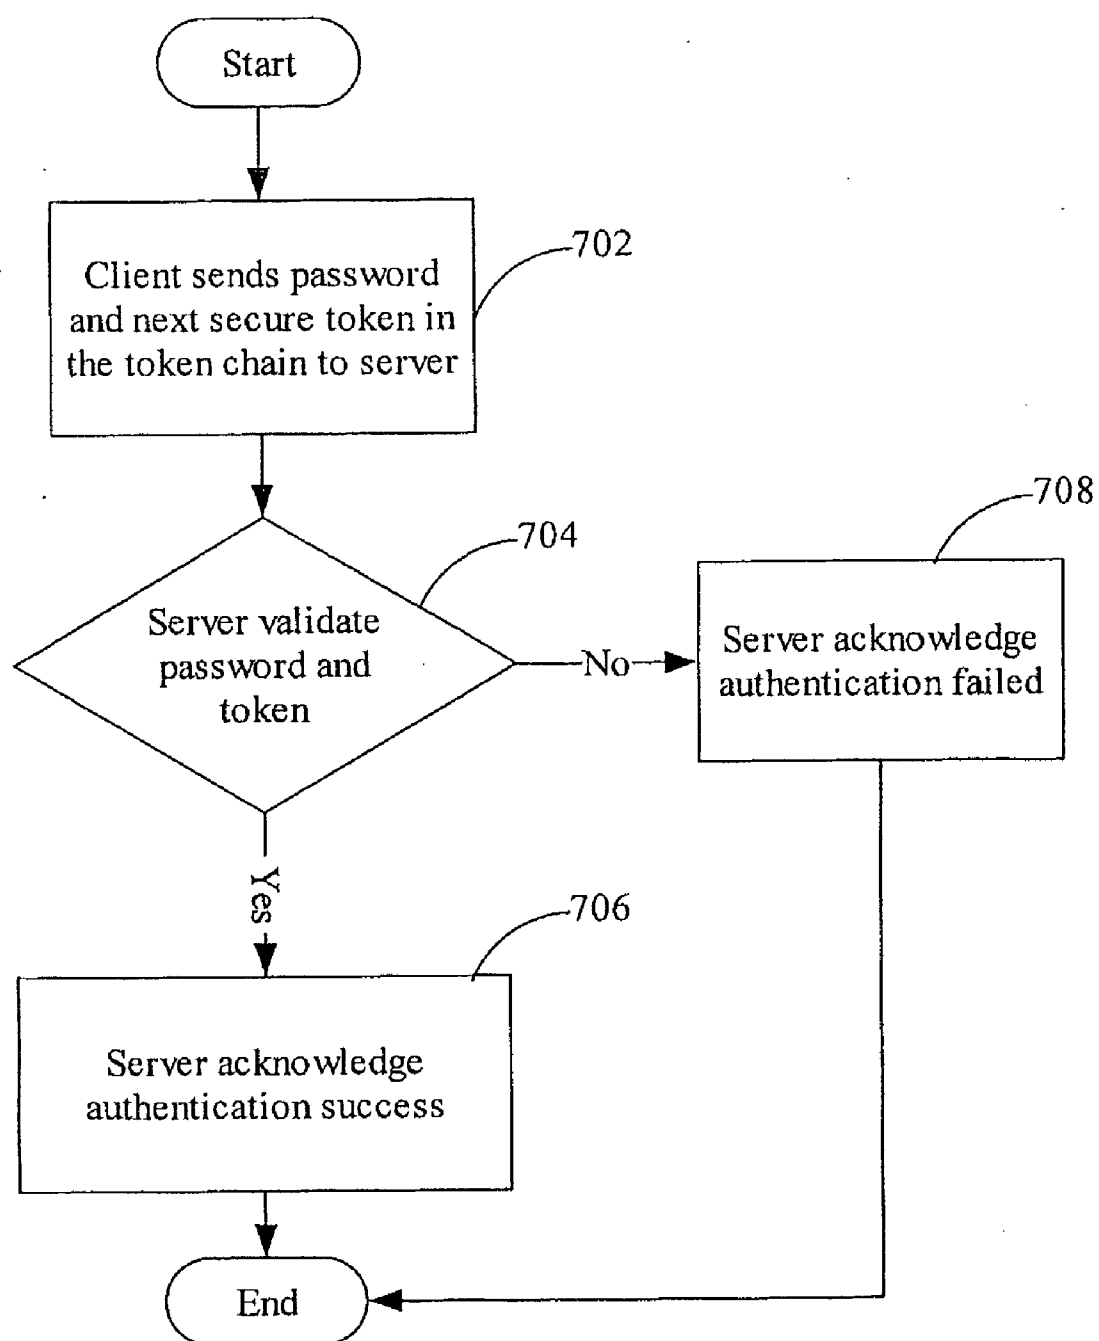 Start
702
Client sends password
and next secure token in
the token chain to server
704
Server validate
password and
token
No
708
Server acknowledge
authentication failed
Yes
706
Server acknowledge
authentication success
End